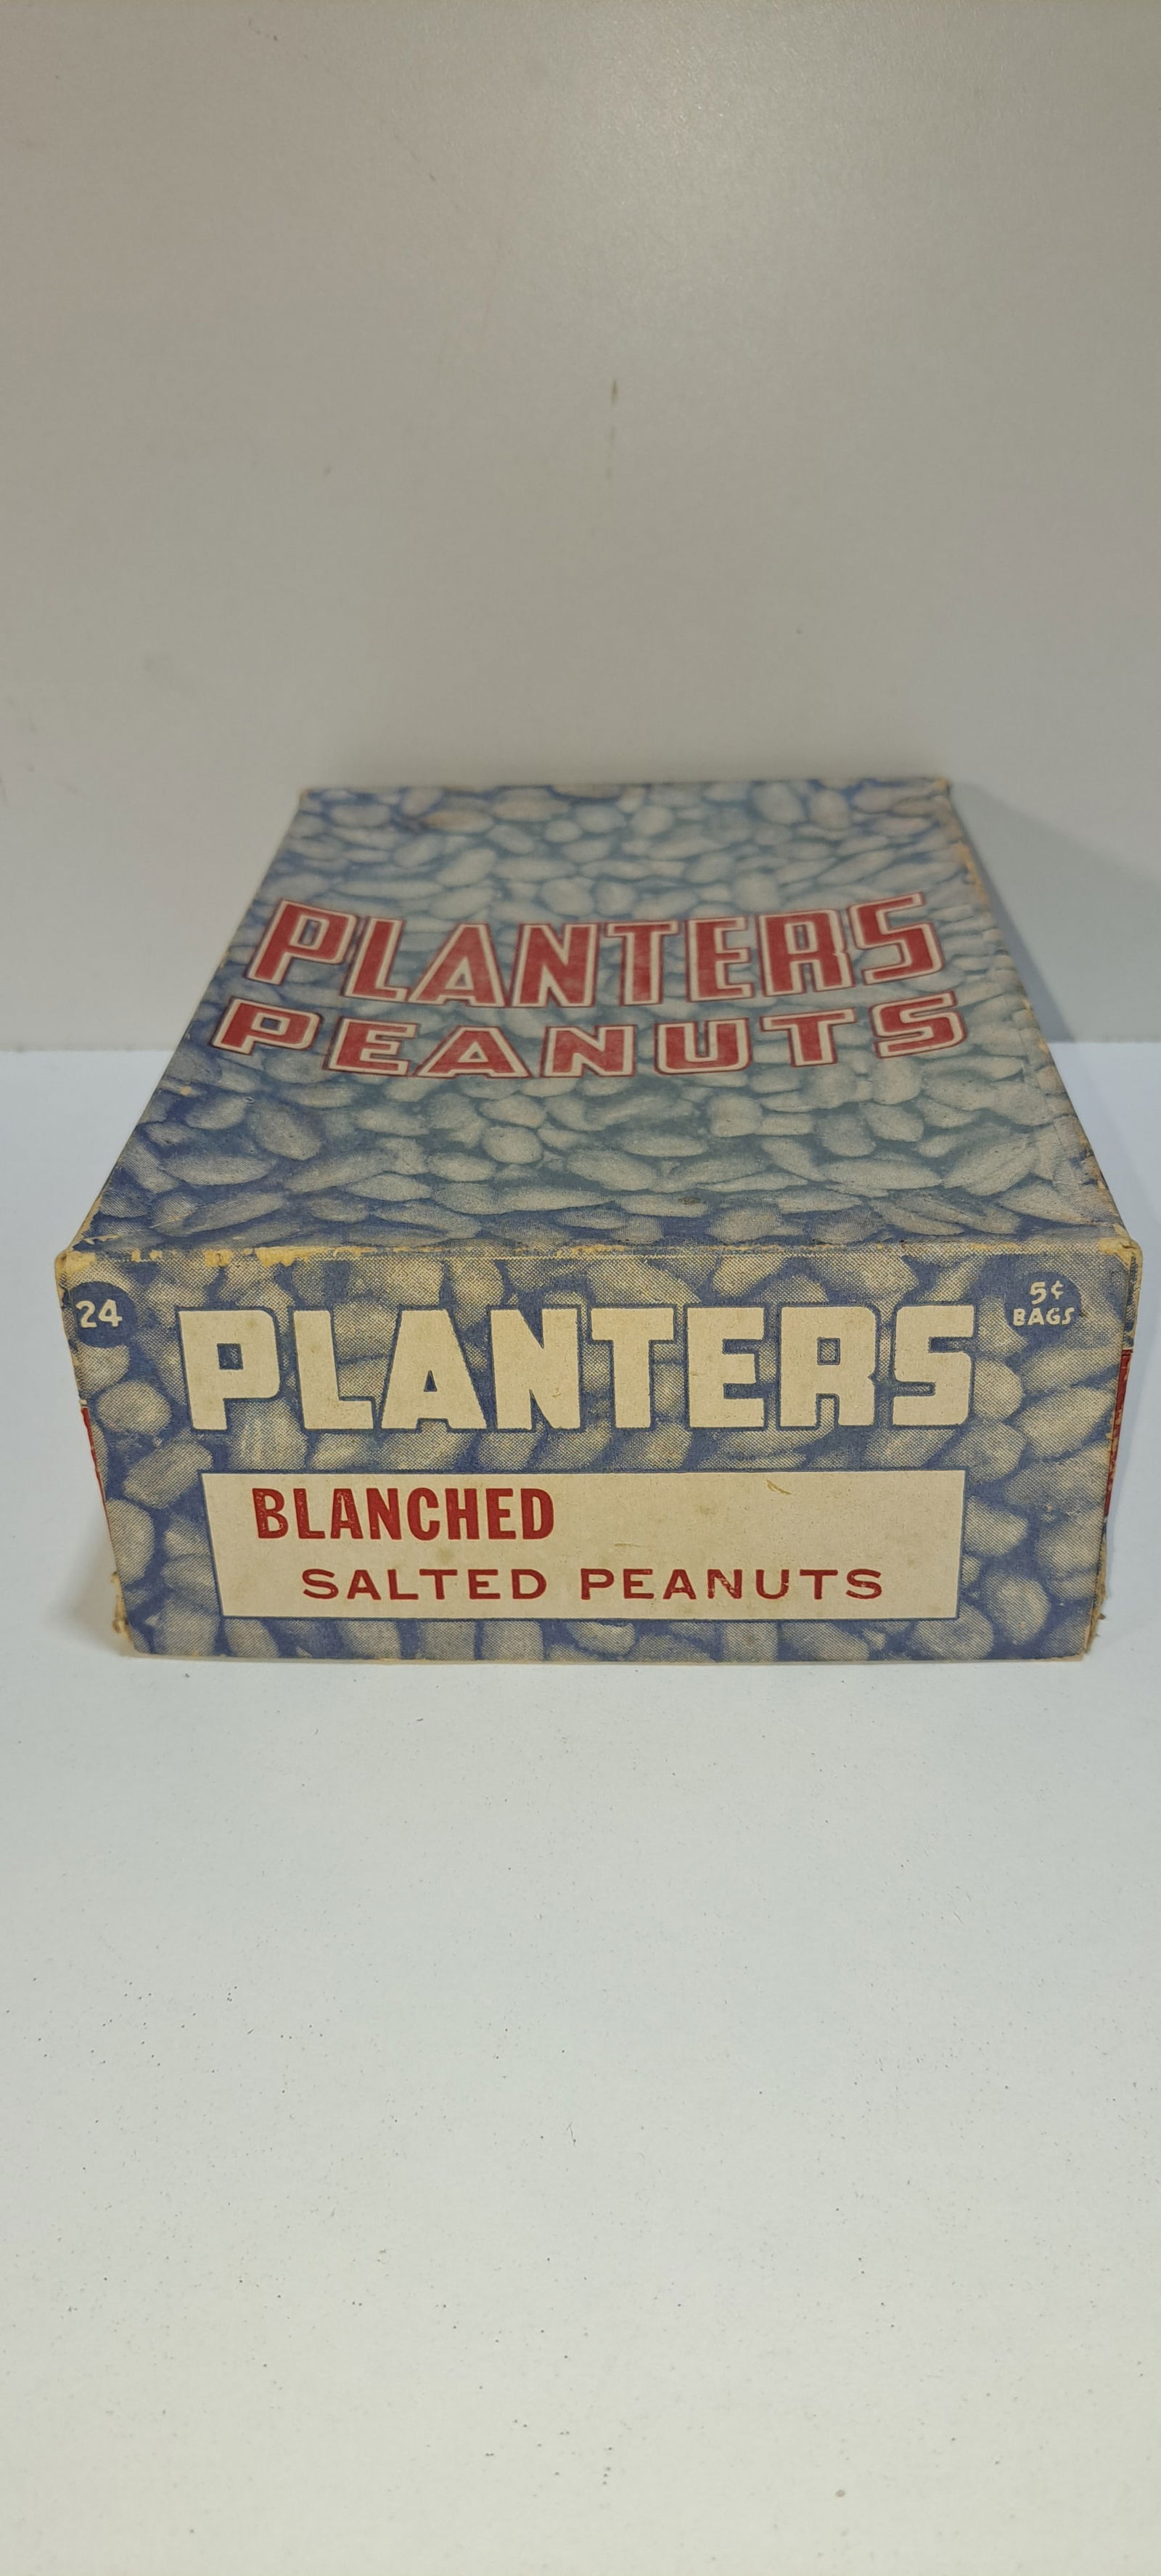 PLANTERS
PEANUTS
24
PLANTERS
5¢
BAGS
BLANCHED
SALTED PEANUTS